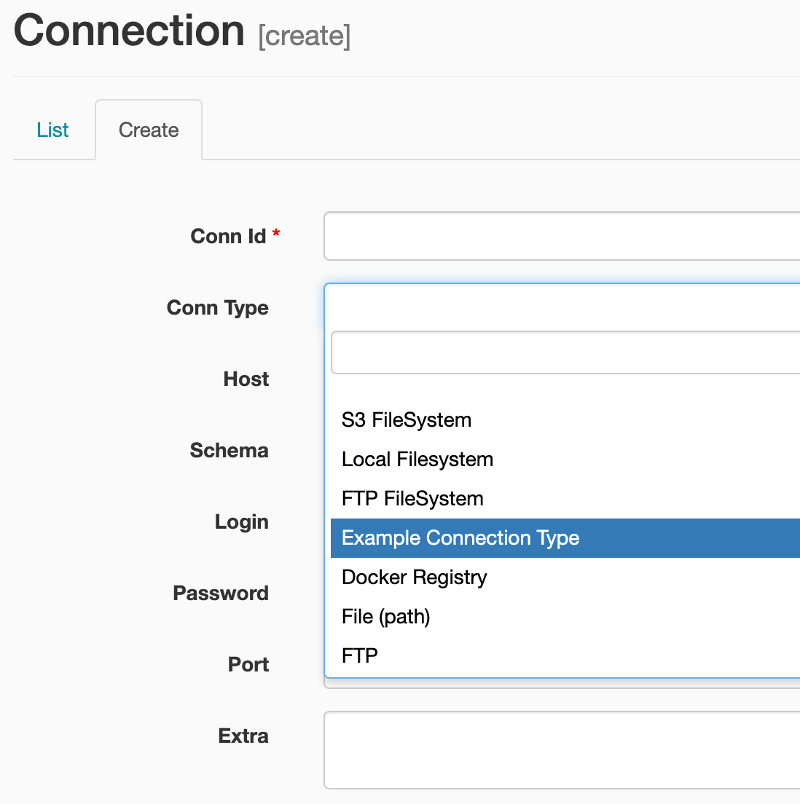 Connection [create]
List
Create
Conn Id *
Conn Type
Host
S3 FileSystem
Schema
Local Filesystem
FTP FileSystem
Login
Example Connection Type
Docker Registry
Password
File (path)
FTP
Port
Extra